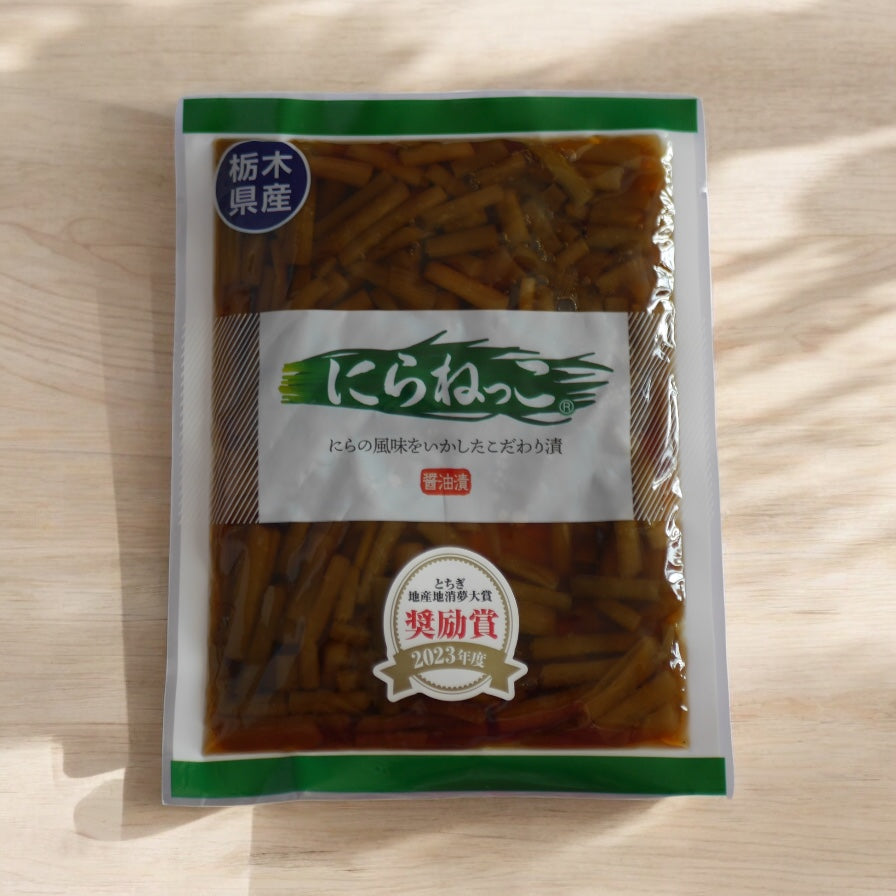 栃木
県産
にらねっこ®
にらの風味をいかしたこだわり漬
醤油漬
とちぎ
地産地消夢大賞
奨励賞
2023年度